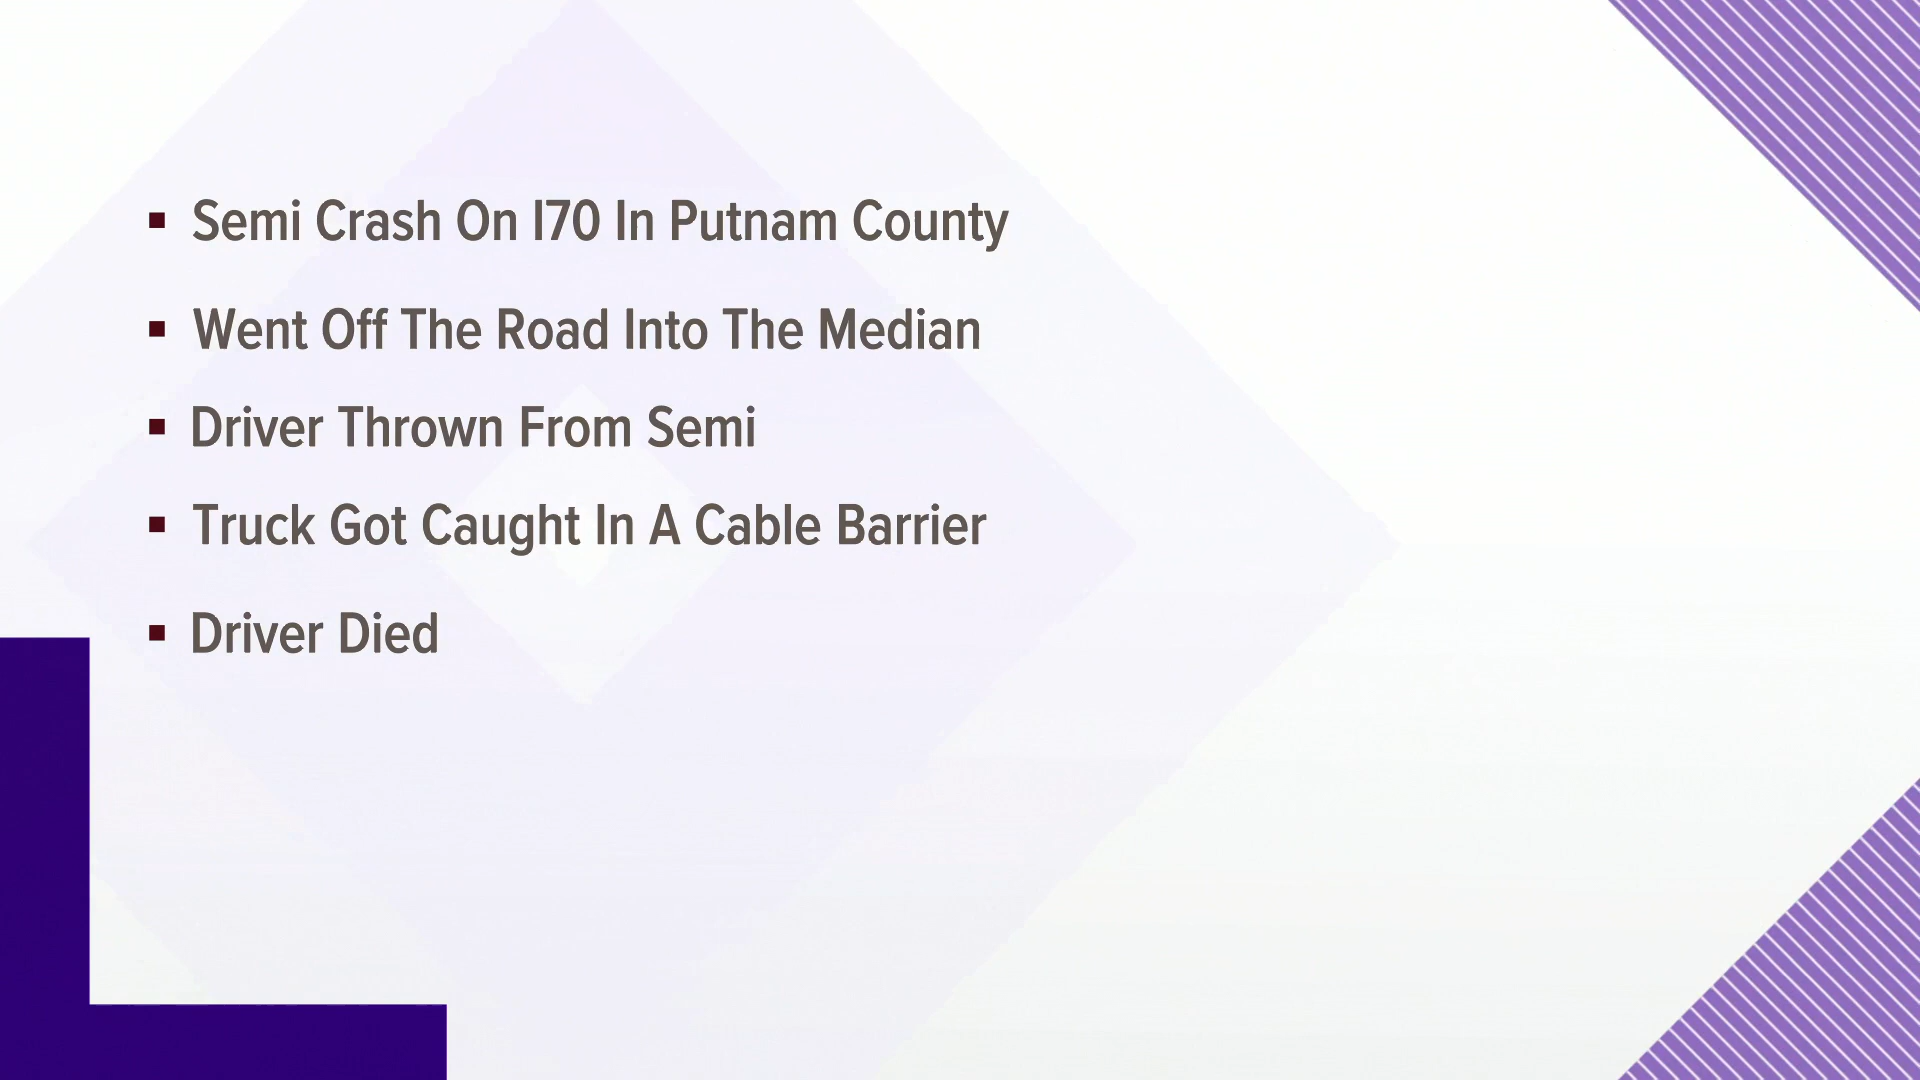 Semi Crash On I70 In Putnam County
Went Off The Road Into The Median
Driver Thrown From Semi
Truck Got Caught In A Cable Barrier
Driver Died